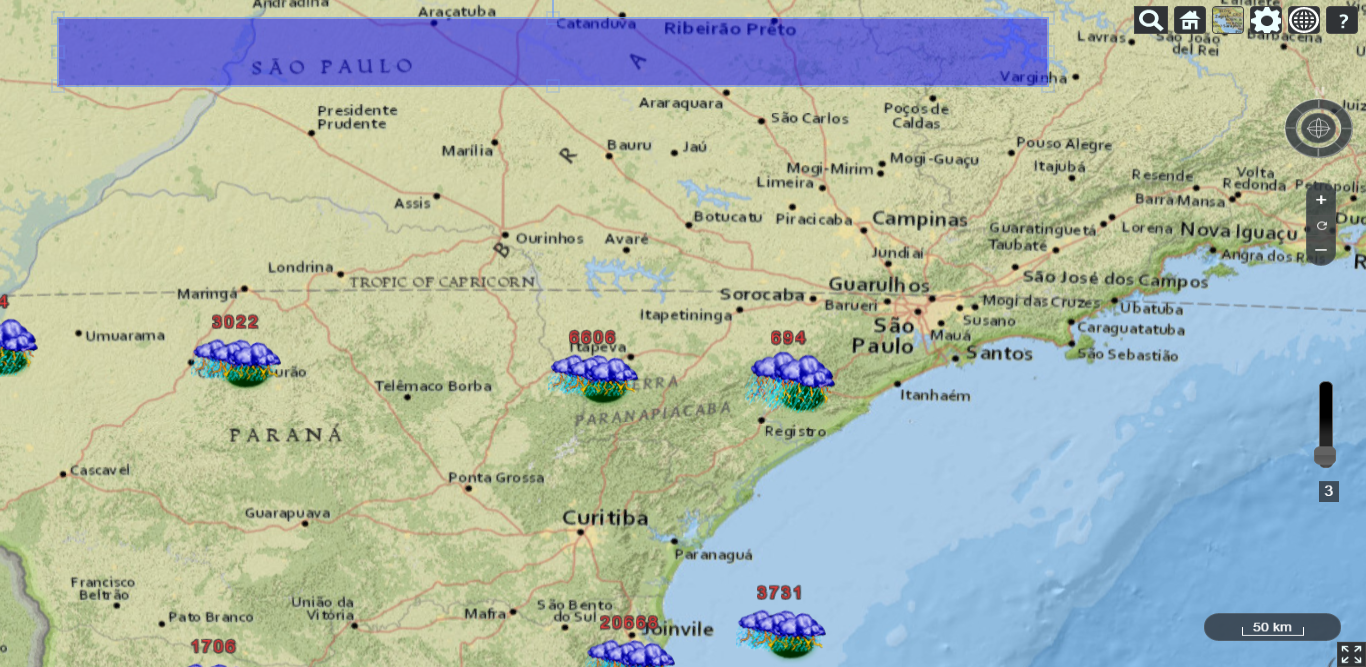 Araçatuba
Catanduva
Ribeirão Preto
Lavras
São João
del Rei
Barbacena
?
SÃO PAULO
A
Varginha
Presidente
Prudente
Araraquara
São Carlos
Poços de
Caldas
Marília
R
Bauru
Jaú
Mogi-Mirim
Mogi-Guaçu
Pouso Alegre
Itajubá
Limeira
Resende
Volta
Redonda
Barra Mansa
Assis
Botucatu
Piracicaba
Campinas
+
B
Ourinhos
Avaré
Guaratinguetá
Lorena
Nova Iguaçu
Taubaté
Jundiaí
Londrina
TROPIC OF CAPRICORN
Guarulhos
São José dos Campos
Maringá
Sorocaba
Barueri
Mogi das Cruzes
Ubatuba
4
3022
Itapetininga
São
Paulo
Susano
Mauá
Caraguatatuba
Umuarama
6606
694
Itapeva
Santos
São Sebastião
Telêmaco Borba
Itanhaém
PARANAPIACABA
PARANÁ
Registro
Cascavel
Ponta Grossa
3
Guarapuava
Curitiba
Paranaguá
Francisco
Beltrão
3731
Pato Branco
União da
Vitória
Mafra
São Bento
do Sul
20668
Joinvile
1706
50 km